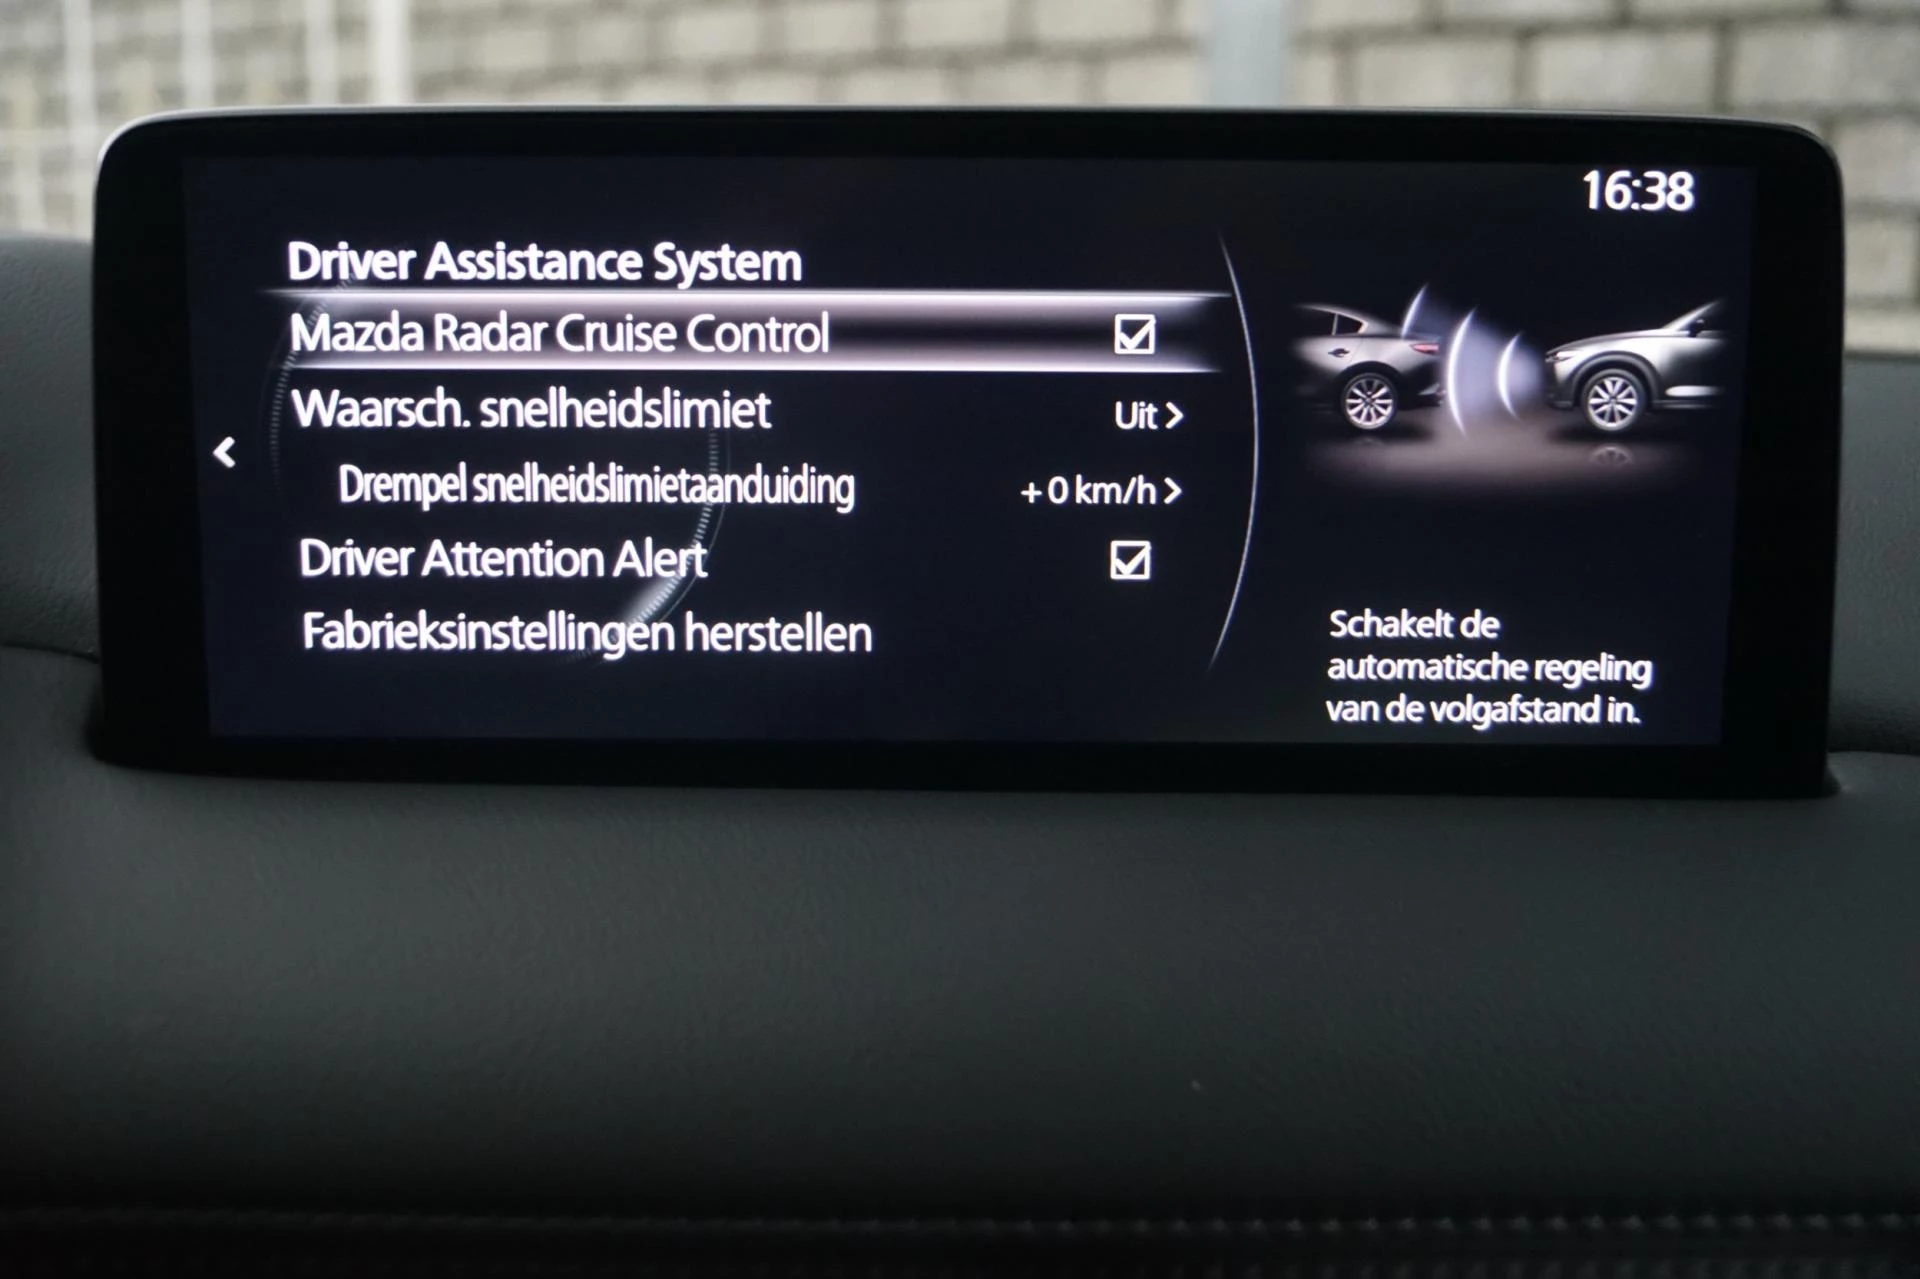 16:38
Driver Assistance System
Mazda Radar Cruise Control
Waarsch. snelheidslimiet Uit >
Drempel snelheidslimietaanduiding +0 km/h >
Driver Attention Alert
Fabrieksinstellingen herstellen
Schakelt de
automatische regeling
van de volgafstand in.